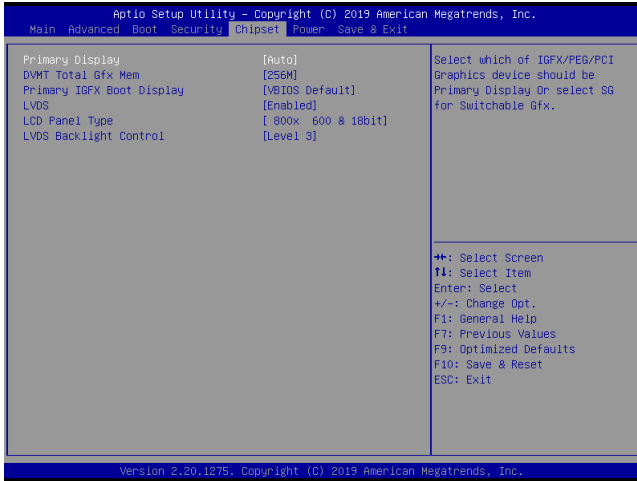 Aptio Setup Utility – Copyright (C) 2019 American Megatrends, Inc.
Main Advanced Boot Security Chipset Power Save & Exit
Primary Display [Auto]
DVMT Total Gfx Mem [256M]
Primary IGFX Boot Display [VBIOS Default]
LVDS [Enabled]
LCD Panel Type [ 800x 600 & 18bit]
LVDS Backlight Control [Level 3]
Select which of IGFX/PEG/PCI
Graphics device should be
Primary Display Or select SG
for Switchable Gfx.
→←: Select Screen
↑↓: Select Item
Enter: Select
+/-: Change Opt.
F1: General Help
F7: Previous Values
F9: Optimized Defaults
F10: Save & Reset
ESC: Exit
Version 2.20.1275. Copyright (C) 2019 American Megatrends, Inc.